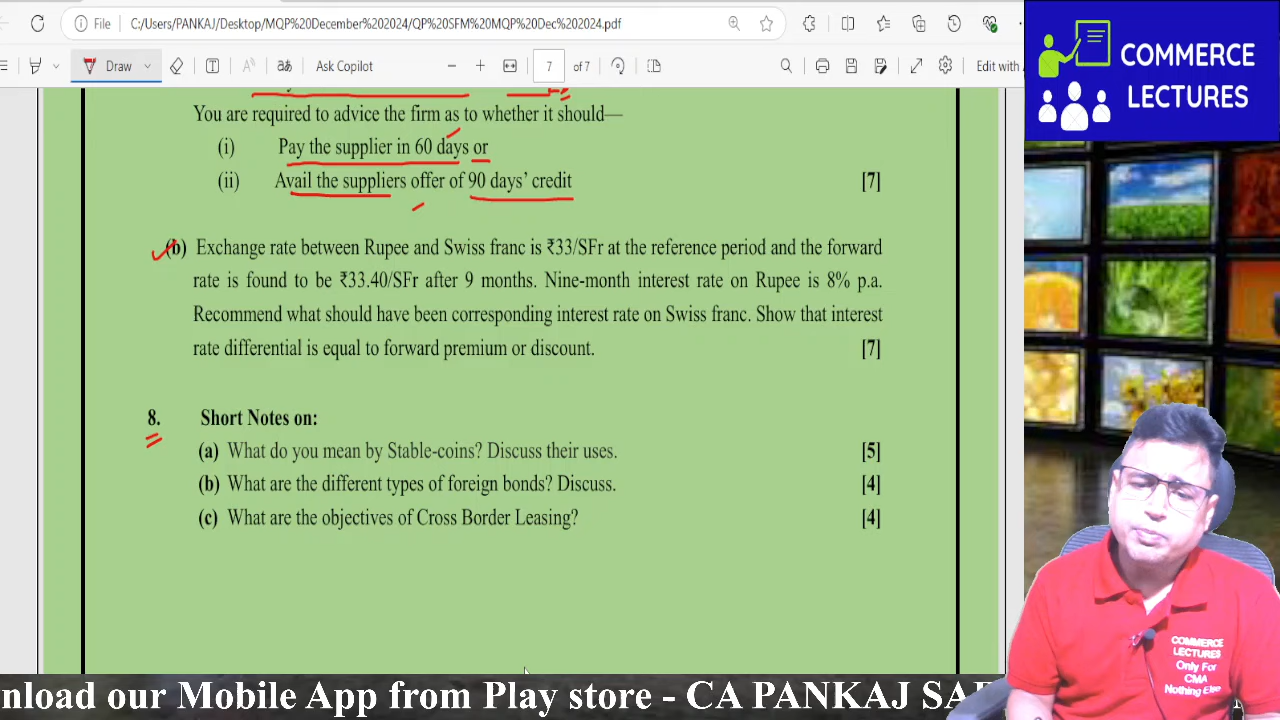 File
C:/Users/PANKAJ/Desktop/MQP%20December%202024/QP%20SFM%20MQP%20Dec%202024.pdf
Draw
Ask Copilot
7
of 7
Edit with
COMMERCE
LECTURES
You are required to advice the firm as to whether it should—
(i) Pay the supplier in 60 days or
(ii) Avail the suppliers offer of 90 days' credit [7]
(b) Exchange rate between Rupee and Swiss franc is ₹33/SFr at the reference period and the forward
rate is found to be ₹33.40/SFr after 9 months. Nine-month interest rate on Rupee is 8% p.a.
Recommend what should have been corresponding interest rate on Swiss franc. Show that interest
rate differential is equal to forward premium or discount. [7]
8. Short Notes on:
(a) What do you mean by Stable-coins? Discuss their uses. [5]
(b) What are the different types of foreign bonds? Discuss. [4]
(c) What are the objectives of Cross Border Leasing? [4]
COMMERCE
LECTURES
Only For
CMA
Nothing Else
nload our Mobile App from Play store - CA PANKAJ SA